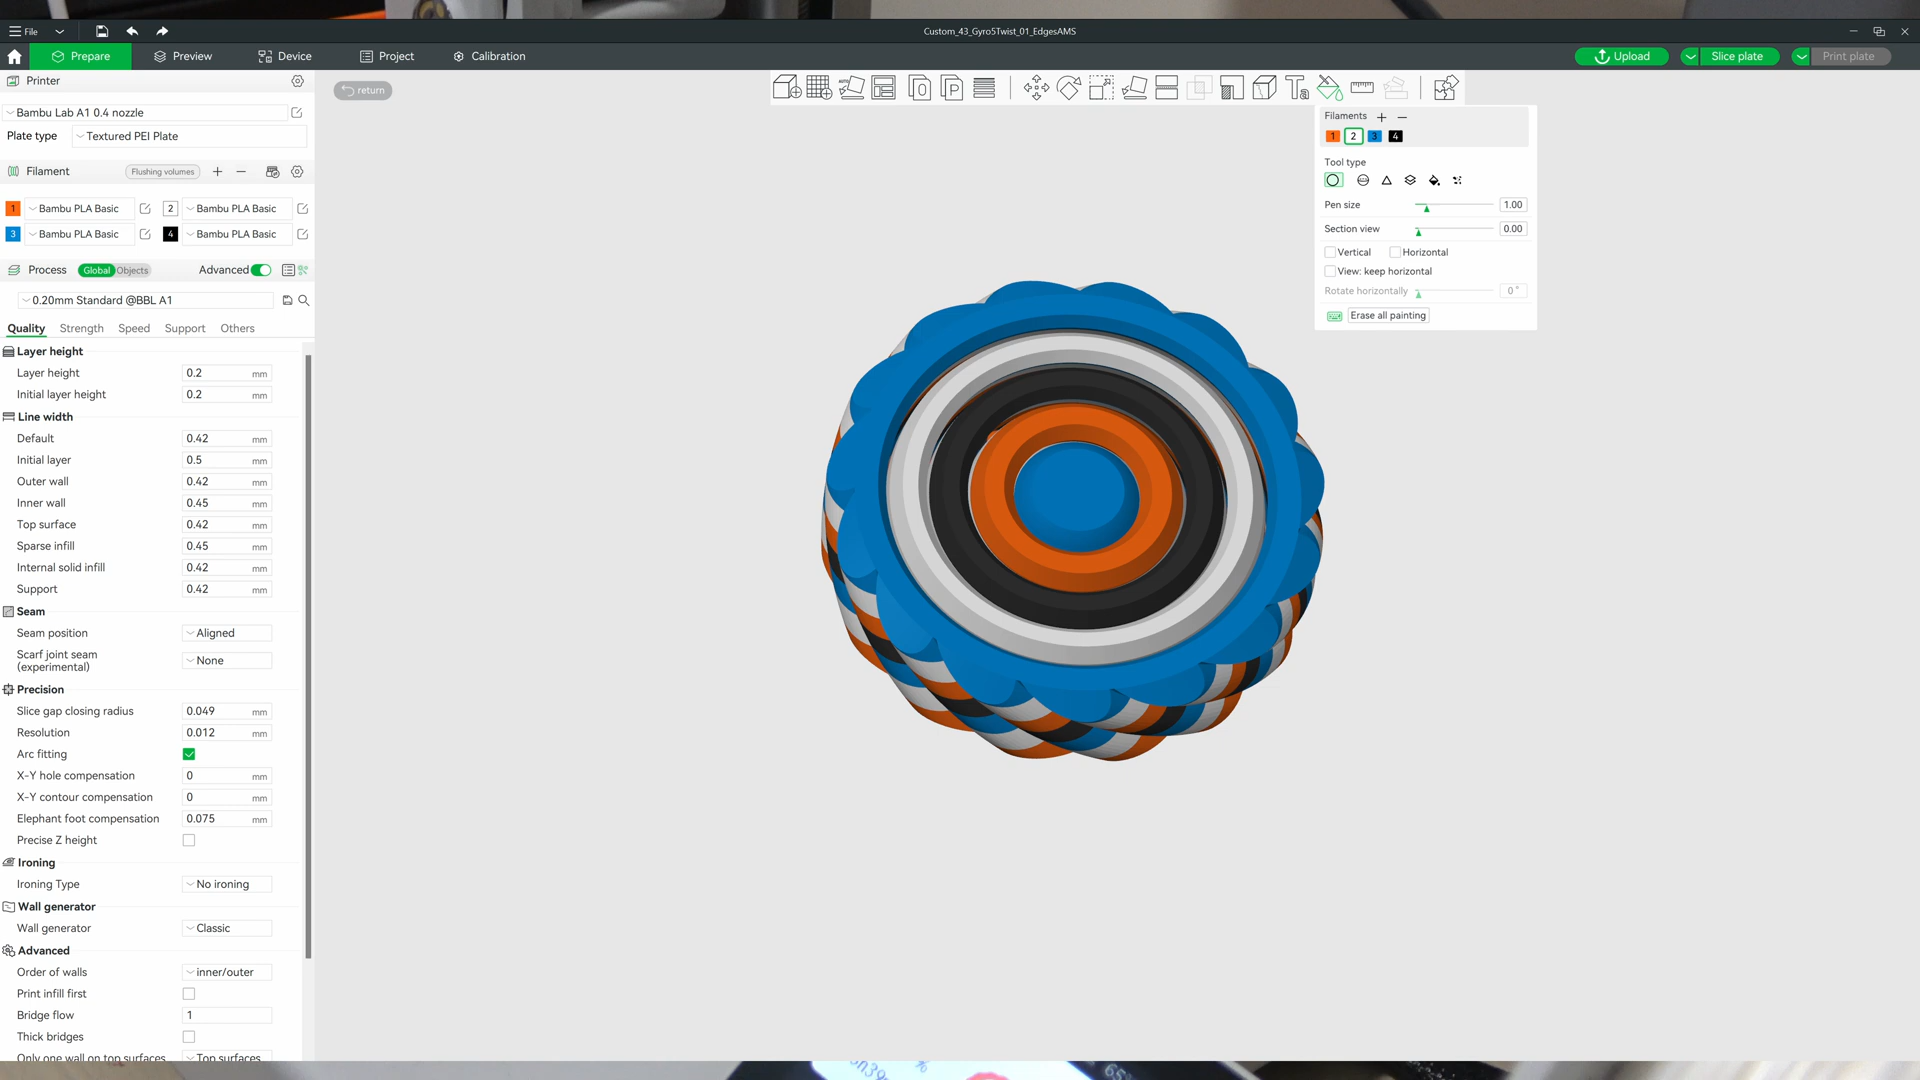 File
Custom_43_Gyro5Twist_01_EdgesAMS
Prepare
Preview
Device
Project
Calibration
Upload
Slice plate
Print plate
Printer
return
Bambu Lab A1 0.4 nozzle
Plate type
Textured PEI Plate
Filament
Flushing volumes
1 Bambu PLA Basic
2 Bambu PLA Basic
3 Bambu PLA Basic
4 Bambu PLA Basic
Process
Global
Objects
Advanced
0.20mm Standard @BBL A1
Quality
Strength
Speed
Support
Others
Layer height
Layer height 0.2 mm
Initial layer height 0.2 mm
Line width
Default 0.42 mm
Initial layer 0.5 mm
Outer wall 0.42 mm
Inner wall 0.45 mm
Top surface 0.42 mm
Sparse infill 0.45 mm
Internal solid infill 0.42 mm
Support 0.42 mm
Seam
Seam position Aligned
Scarf joint seam
(experimental) None
Precision
Slice gap closing radius 0.049 mm
Resolution 0.012 mm
Arc fitting
X-Y hole compensation 0 mm
X-Y contour compensation 0 mm
Elephant foot compensation 0.075 mm
Precise Z height
Ironing
Ironing Type No ironing
Wall generator
Wall generator Classic
Advanced
Order of walls inner/outer
Print infill first
Bridge flow 1
Thick bridges
Only one wall on top surfaces Top surfaces
Filaments
1 2 3 4
Tool type
Pen size 1.00
Section view 0.00
Vertical
Horizontal
View: keep horizontal
Rotate horizontally 0 °
Erase all painting
65%